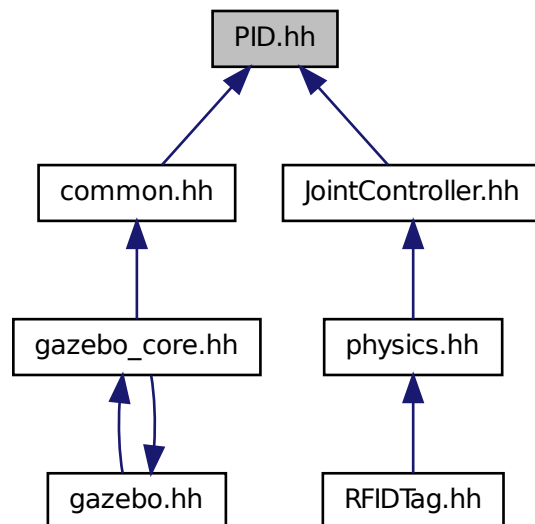 PID.hh
common.hh
JointController.hh
gazebo_core.hh
physics.hh
gazebo.hh
RFIDTag.hh